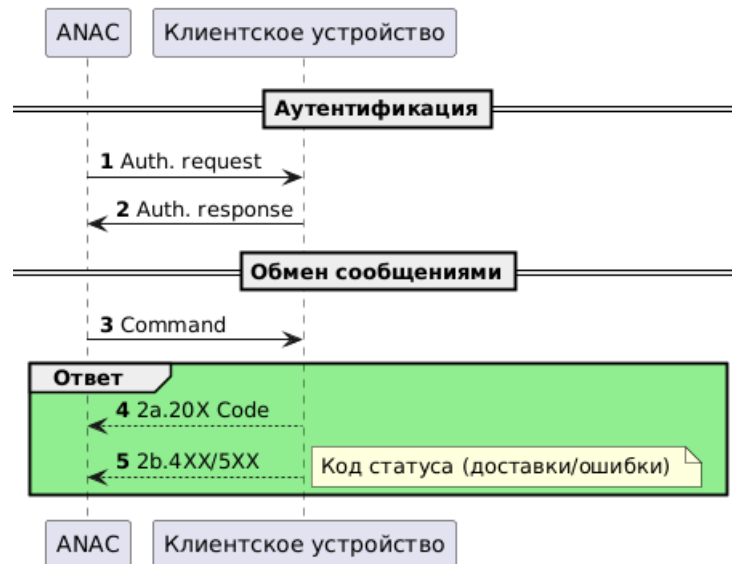 ANAC
Клиентское устройство
Аутентификация
1 Auth. request
2 Auth. response
Обмен сообщениями
3 Command
Ответ
4 2a.20X Code
5 2b.4XX/5XX
Код статуса (доставки/ошибки)
ANAC
Клиентское устройство